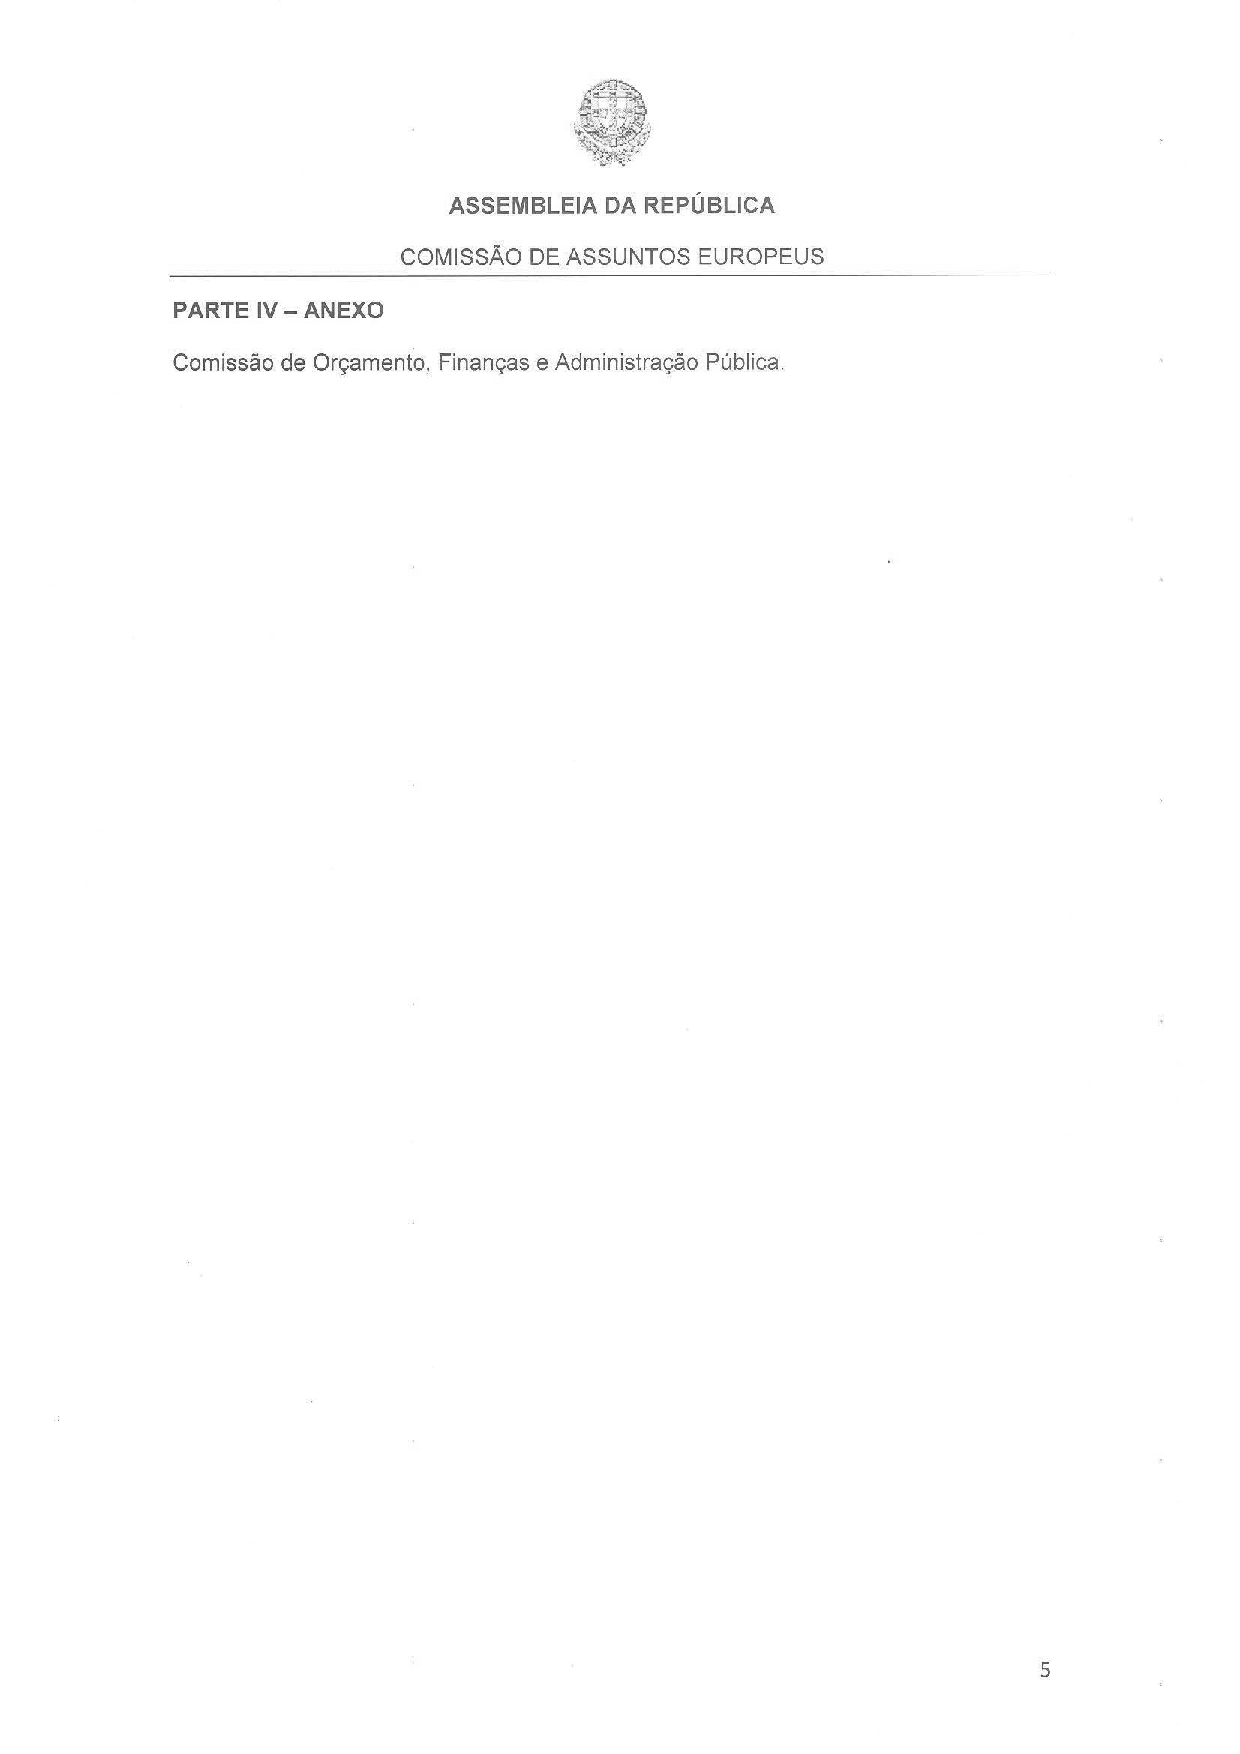 ASSEMBLEIA DA REPÚBLICA
COMISSÃO DE ASSUNTOS EUROPEUS
PARTE IV – ANEXO
Comissão de Orçamento, Finanças e Administração Pública.
5